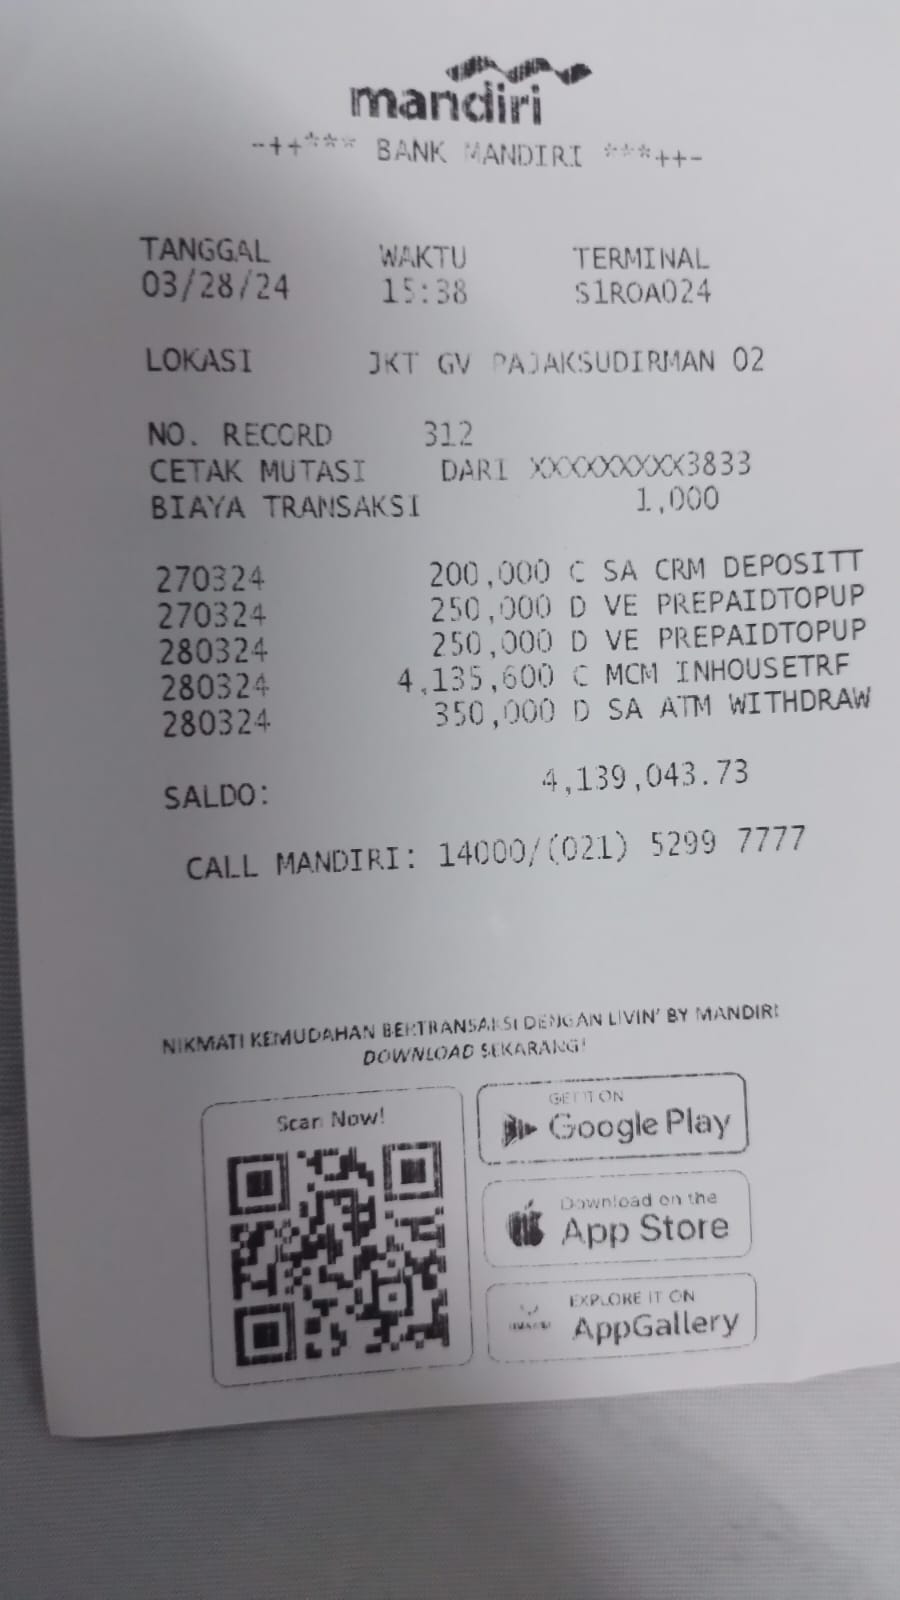 mandiri
-++*** BANK MANDIRI ***++-
TANGGAL WAKTU TERMINAL
03/28/24 15:38 S1ROA024
LOKASI JKT GV PAJAKSUDIRMAN 02
NO. RECORD 312
CETAK MUTASI DARI XXXXXXXXX3833
BIAYA TRANSAKSI 1,000
270324 200,000 C SA CRM DEPOSITT
270324 250,000 D VE PREPAIDTOPUP
280324 250,000 D VE PREPAIDTOPUP
280324 4,135,600 C MCM INHOUSETRF
280324 350,000 D SA ATM WITHDRAW
SALDO: 4,139,043.73
CALL MANDIRI: 14000/(021) 5299 7777
NIKMATI KEMUDAHAN BERTRANSAKSI DENGAN LIVIN' BY MANDIRI
DOWNLOAD SEKARANG!
Scan Now!
GET IT ON
Google Play
Download on the
App Store
EXPLORE IT ON
AppGallery